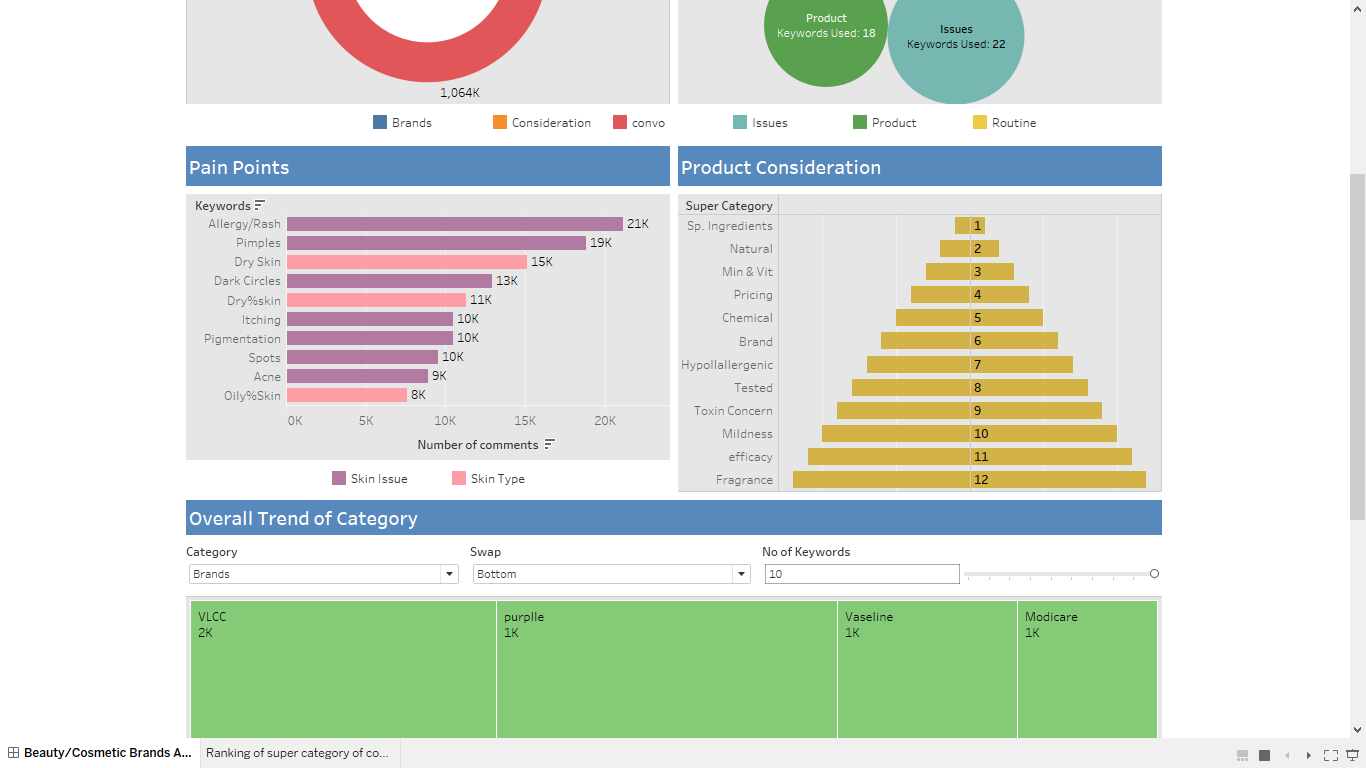 Product
Keywords Used: 18
Issues
Keywords Used: 22
1,064K
Brands
Consideration
convo
Issues
Product
Routine
Pain Points
Keywords
Allergy/Rash 21K
Pimples 19K
Dry Skin 15K
Dark Circles 13K
Dry%skin 11K
Itching 10K
Pigmentation 10K
Spots 10K
Acne 9K
Oily%Skin 8K
0K 5K 10K 15K 20K
Number of comments
Skin Issue
Skin Type
Product Consideration
Super Category
Sp. Ingredients 1
Natural 2
Min & Vit 3
Pricing 4
Chemical 5
Brand 6
Hypollallergenic 7
Tested 8
Toxin Concern 9
Mildness 10
efficacy 11
Fragrance 12
Overall Trend of Category
Category
Brands
Swap
Bottom
No of Keywords
10
VLCC
2K
purplle
1K
Vaseline
1K
Modicare
1K
Beauty/Cosmetic Brands A...
Ranking of super category of co...